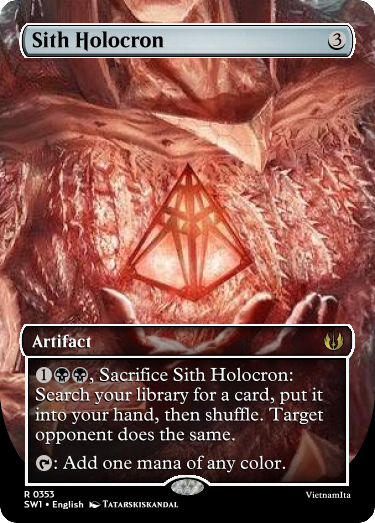 Sith Holocron 3
Artifact
1, Sacrifice Sith Holocron:
Search your library for a card, put it
into your hand, then shuffle. Target
opponent does the same.
: Add one mana of any color.
R 0353
SW1 • English TATARSKISKANDAL
VietnamIta